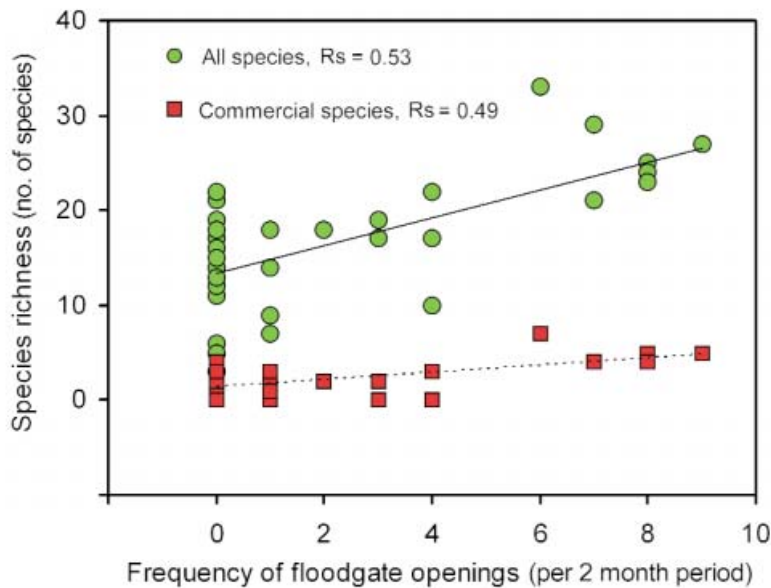 40
30
20
10
0
Species richness (no. of species)
All species, Rs = 0.53
Commercial species, Rs = 0.49
0 2 4 6 8 10
Frequency of floodgate openings (per 2 month period)